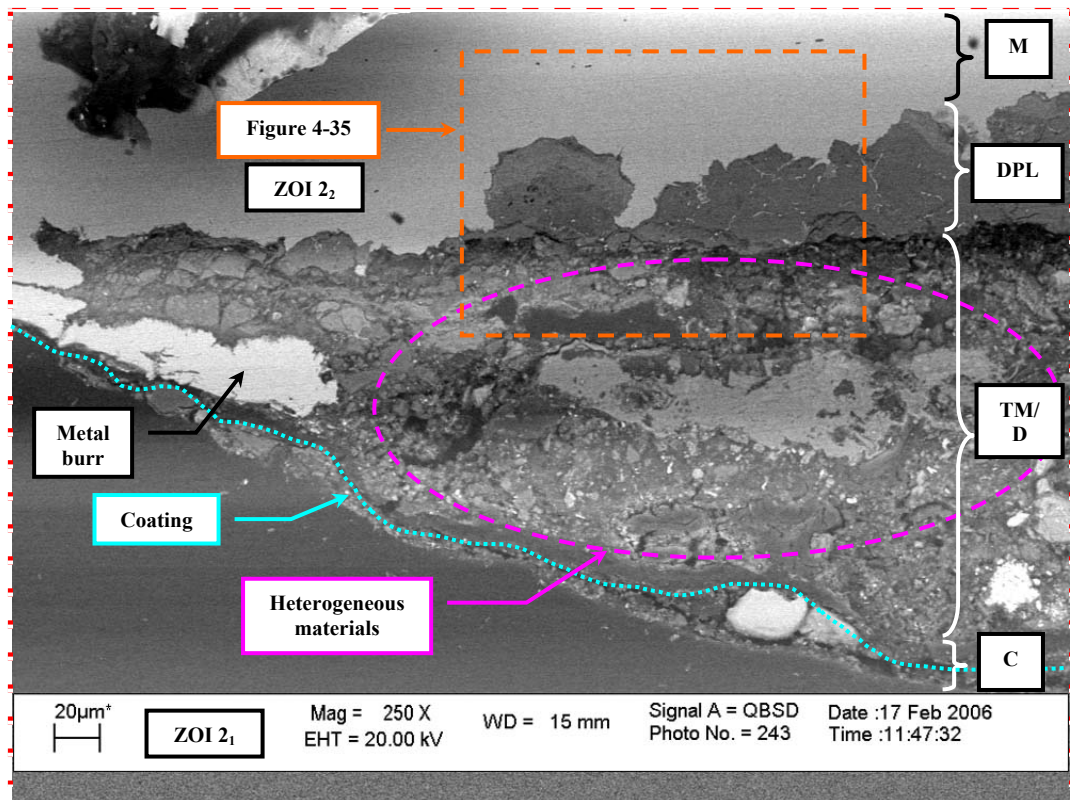 M
Figure 4-35
DPL
ZOI 2₂
Metal
burr
TM/
D
Coating
Heterogeneous
materials
C
20µm*
ZOI 2₁
Mag = 250 X
EHT = 20.00 kV
WD = 15 mm
Signal A = QBSD
Photo No. = 243
Date :17 Feb 2006
Time :11:47:32